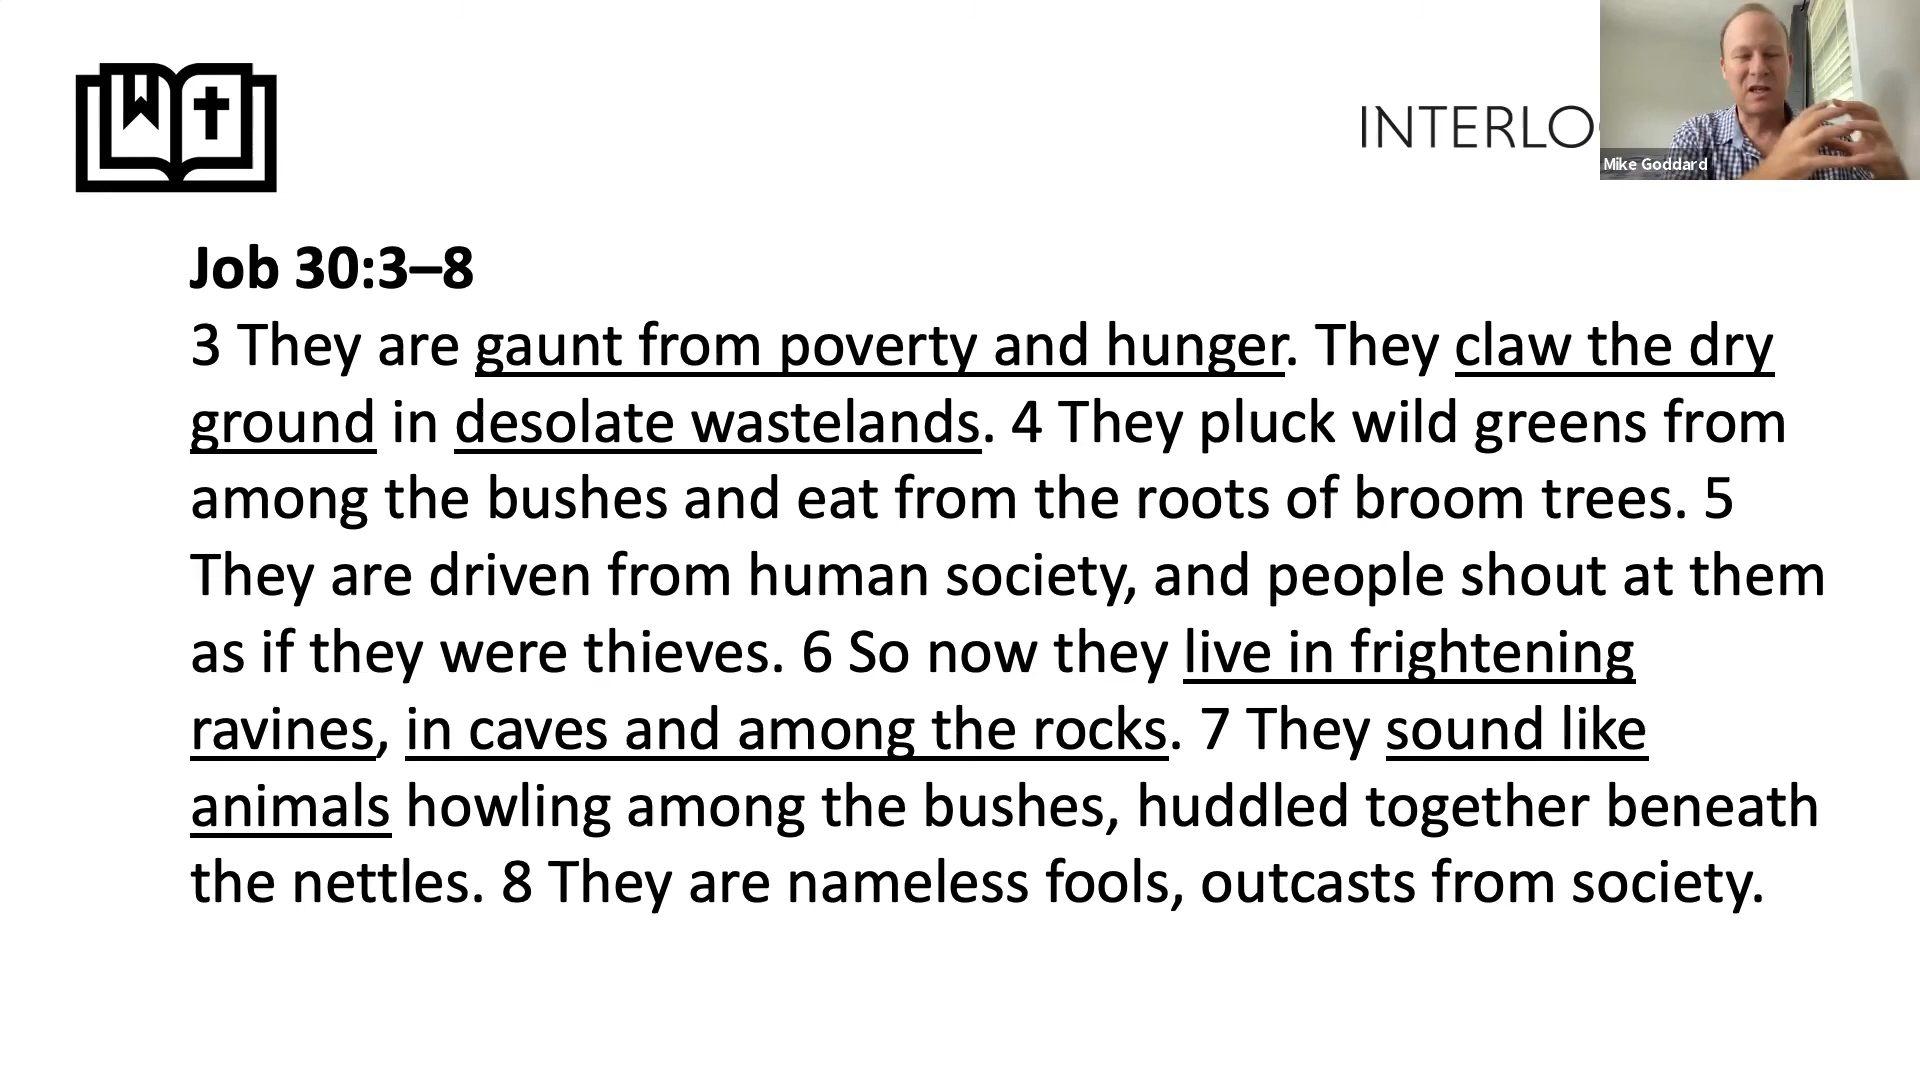 INTERLO
Mike Goddard
Job 30:3–8
3 They are gaunt from poverty and hunger. They claw the dry
ground in desolate wastelands. 4 They pluck wild greens from
among the bushes and eat from the roots of broom trees. 5
They are driven from human society, and people shout at them
as if they were thieves. 6 So now they live in frightening
ravines, in caves and among the rocks. 7 They sound like
animals howling among the bushes, huddled together beneath
the nettles. 8 They are nameless fools, outcasts from society.